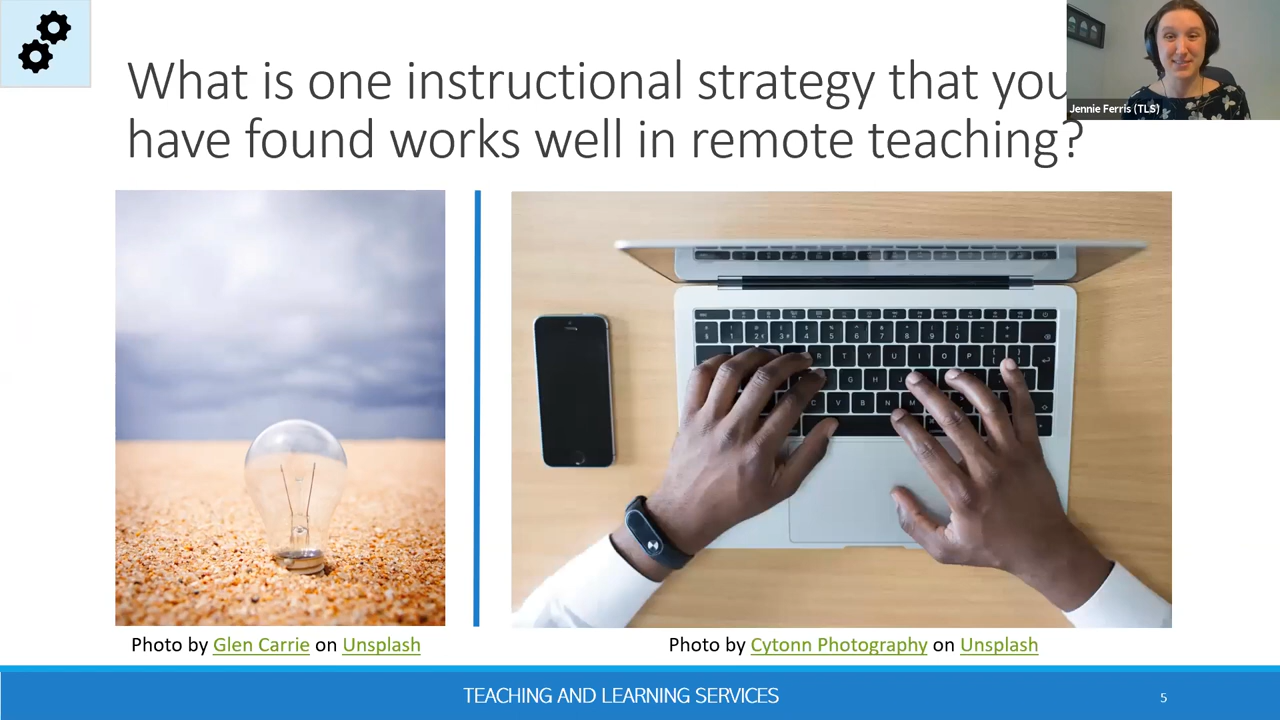 What is one instructional strategy that you
have found works well in remote teaching?
Jennie Ferris (TLS)
Photo by Glen Carrie on Unsplash
Photo by Cytonn Photography on Unsplash
TEACHING AND LEARNING SERVICES
5